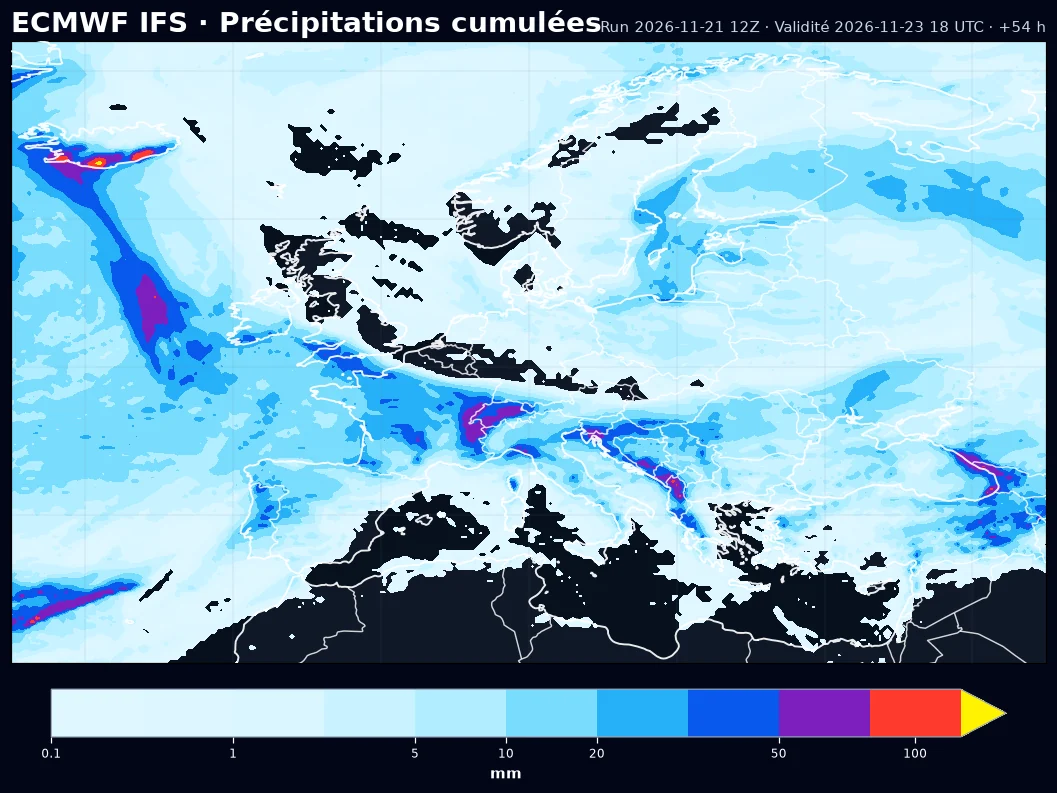 ECMWF IFS · Précipitations cumulées
Run 2026-11-21 12Z · Validité 2026-11-23 18 UTC · +54 h
0.1 1 5 10 20 50 100
mm